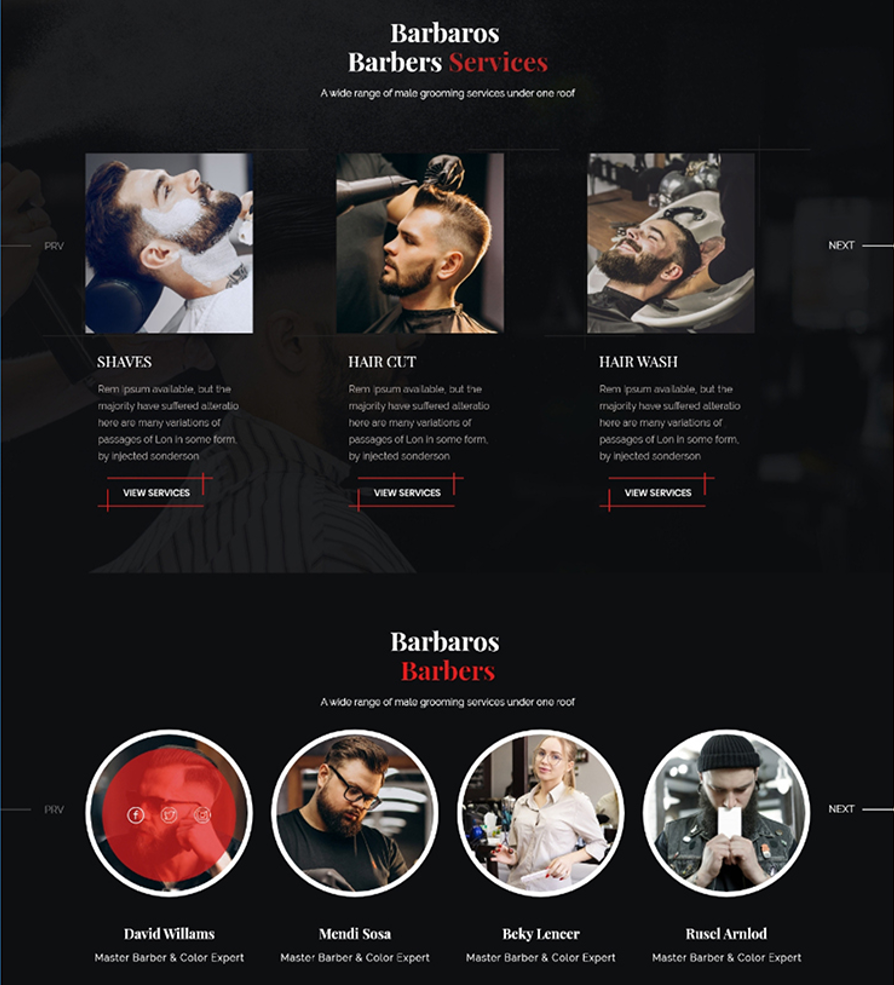 Barbaros
Barbers Services
A wide range of male grooming services under one roof
PRV
NEXT
SHAVES
Rem Ipsum available, but the
majority have suffered alteratio
here are many variations of
passages of Lon in some form,
by injected sonderson
VIEW SERVICES
HAIR CUT
Rem Ipsum available, but the
majority have suffered alteratio
here are many variations of
passages of Lon in some form,
by injected sonderson
VIEW SERVICES
HAIR WASH
Rem Ipsum available, but the
majority have suffered alteratio
here are many variations of
passages of Lon in some form,
by injected sonderson
VIEW SERVICES
Barbaros
Barbers
A wide range of male grooming services under one roof
PRV
NEXT
David Willams
Master Barber & Color Expert
Mendi Sosa
Master Barber & Color Expert
Beky Lencer
Master Barber & Color Expert
Rusel Arnlod
Master Barber & Color Expert